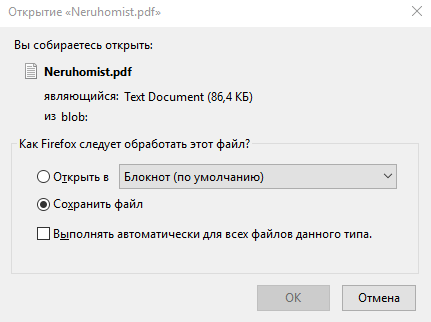 Открытие «Neruhomist.pdf»
Вы собираетесь открыть:
Neruhomist.pdf
являющийся: Text Document (86,4 КБ)
из blob:
Как Firefox следует обработать этот файл?
Открыть в Блокнот (по умолчанию)
Сохранить файл
Выполнять автоматически для всех файлов данного типа.
ОК Отмена